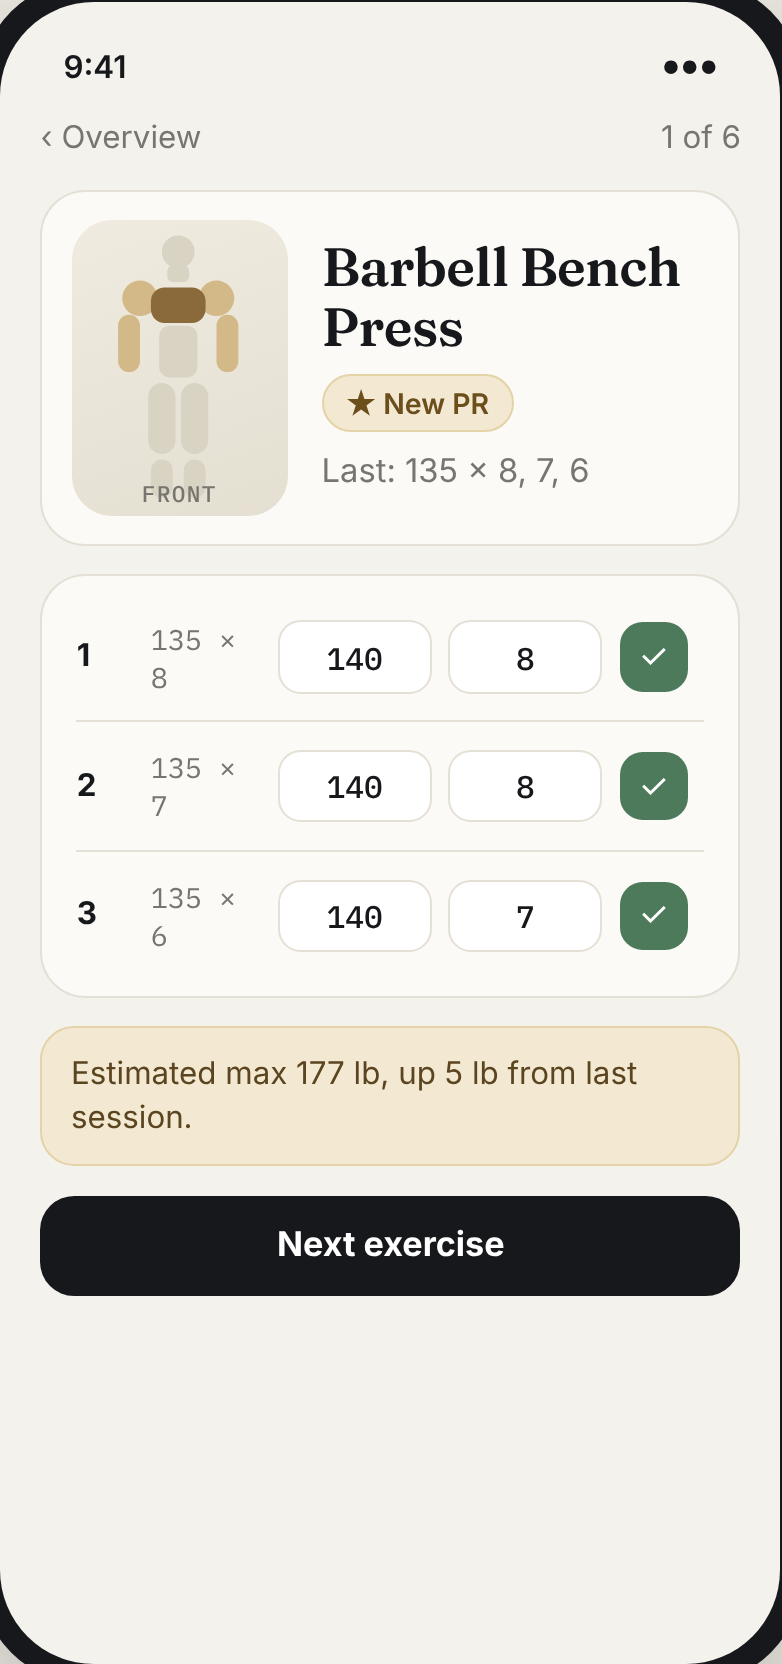 9:41
‹ Overview
1 of 6
FRONT
Barbell Bench
Press
★ New PR
Last: 135 × 8, 7, 6
1
135 ×
8
140
8
✓
2
135 ×
7
140
8
✓
3
135 ×
6
140
7
✓
Estimated max 177 lb, up 5 lb from last
session.
Next exercise